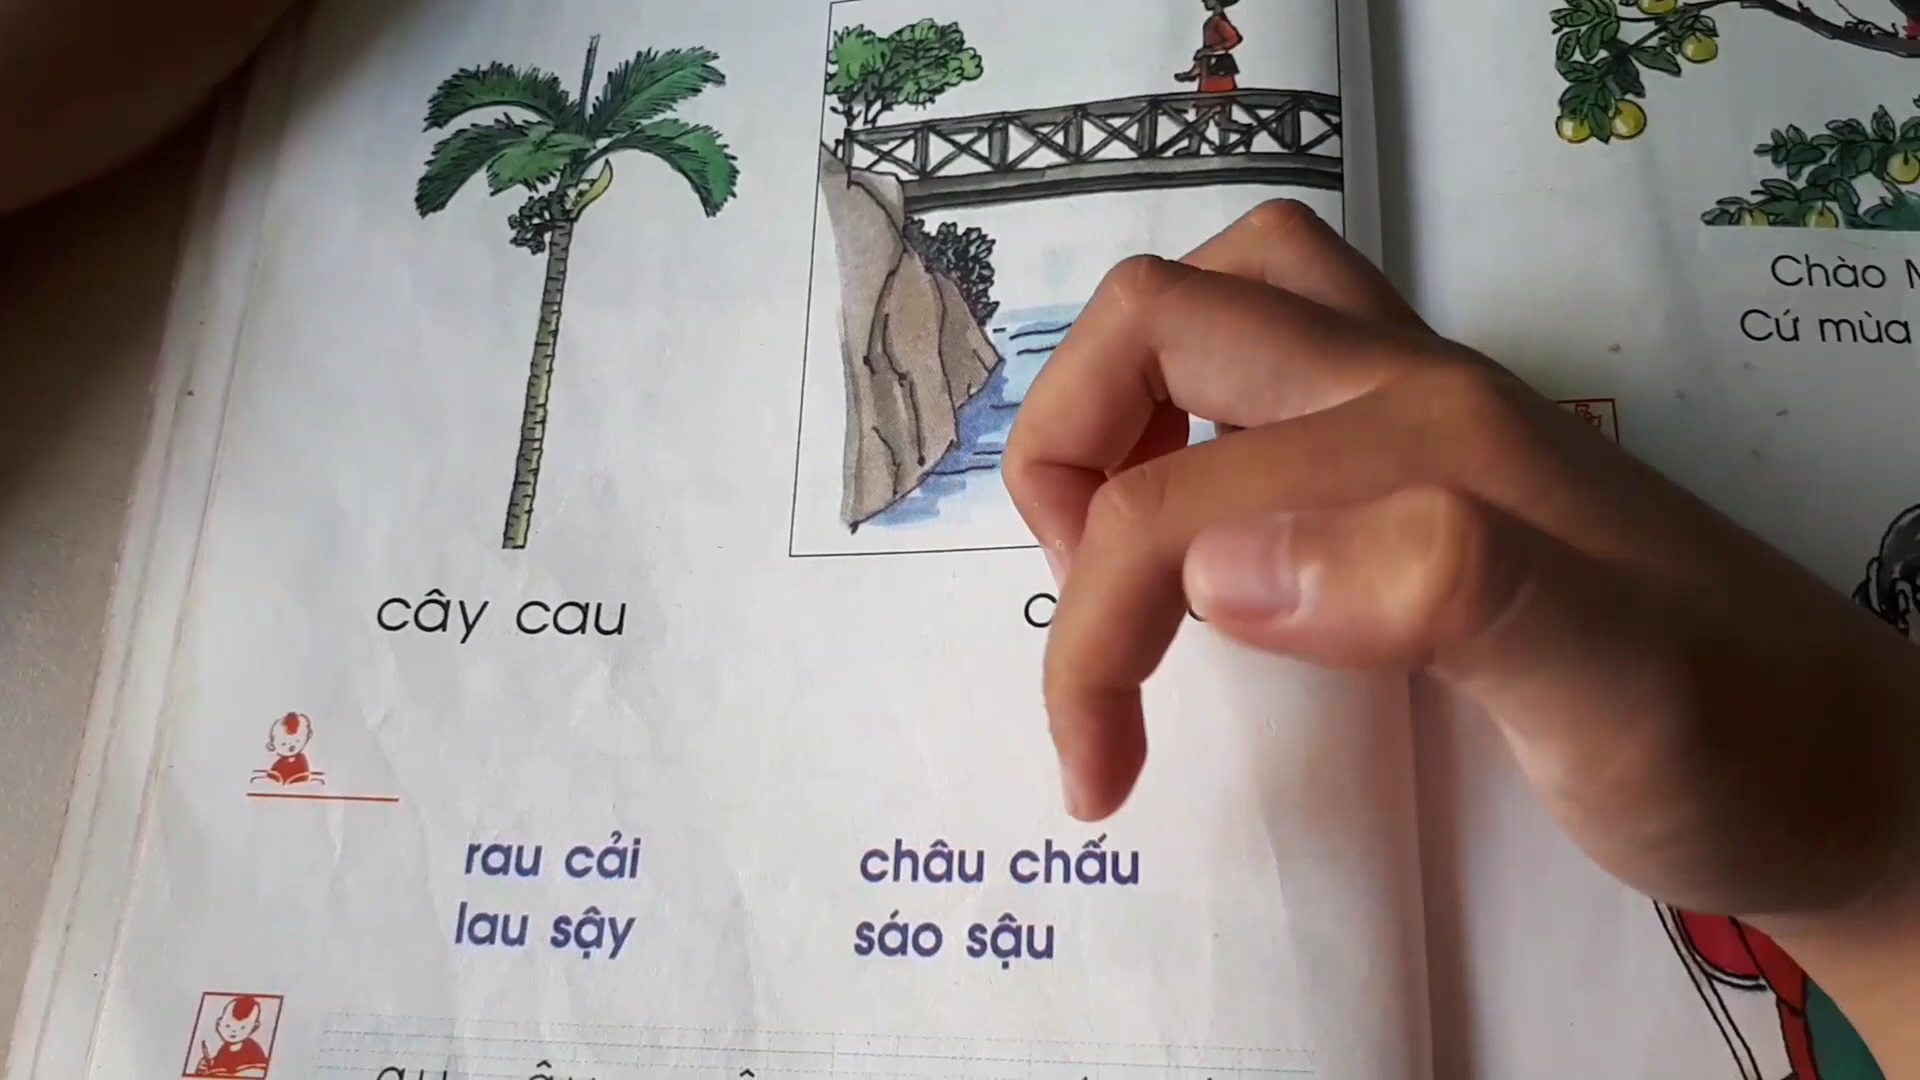 cây cau
rau cải
châu chấu
lau sậy
sáo sậu
Chào
Cứ mùa